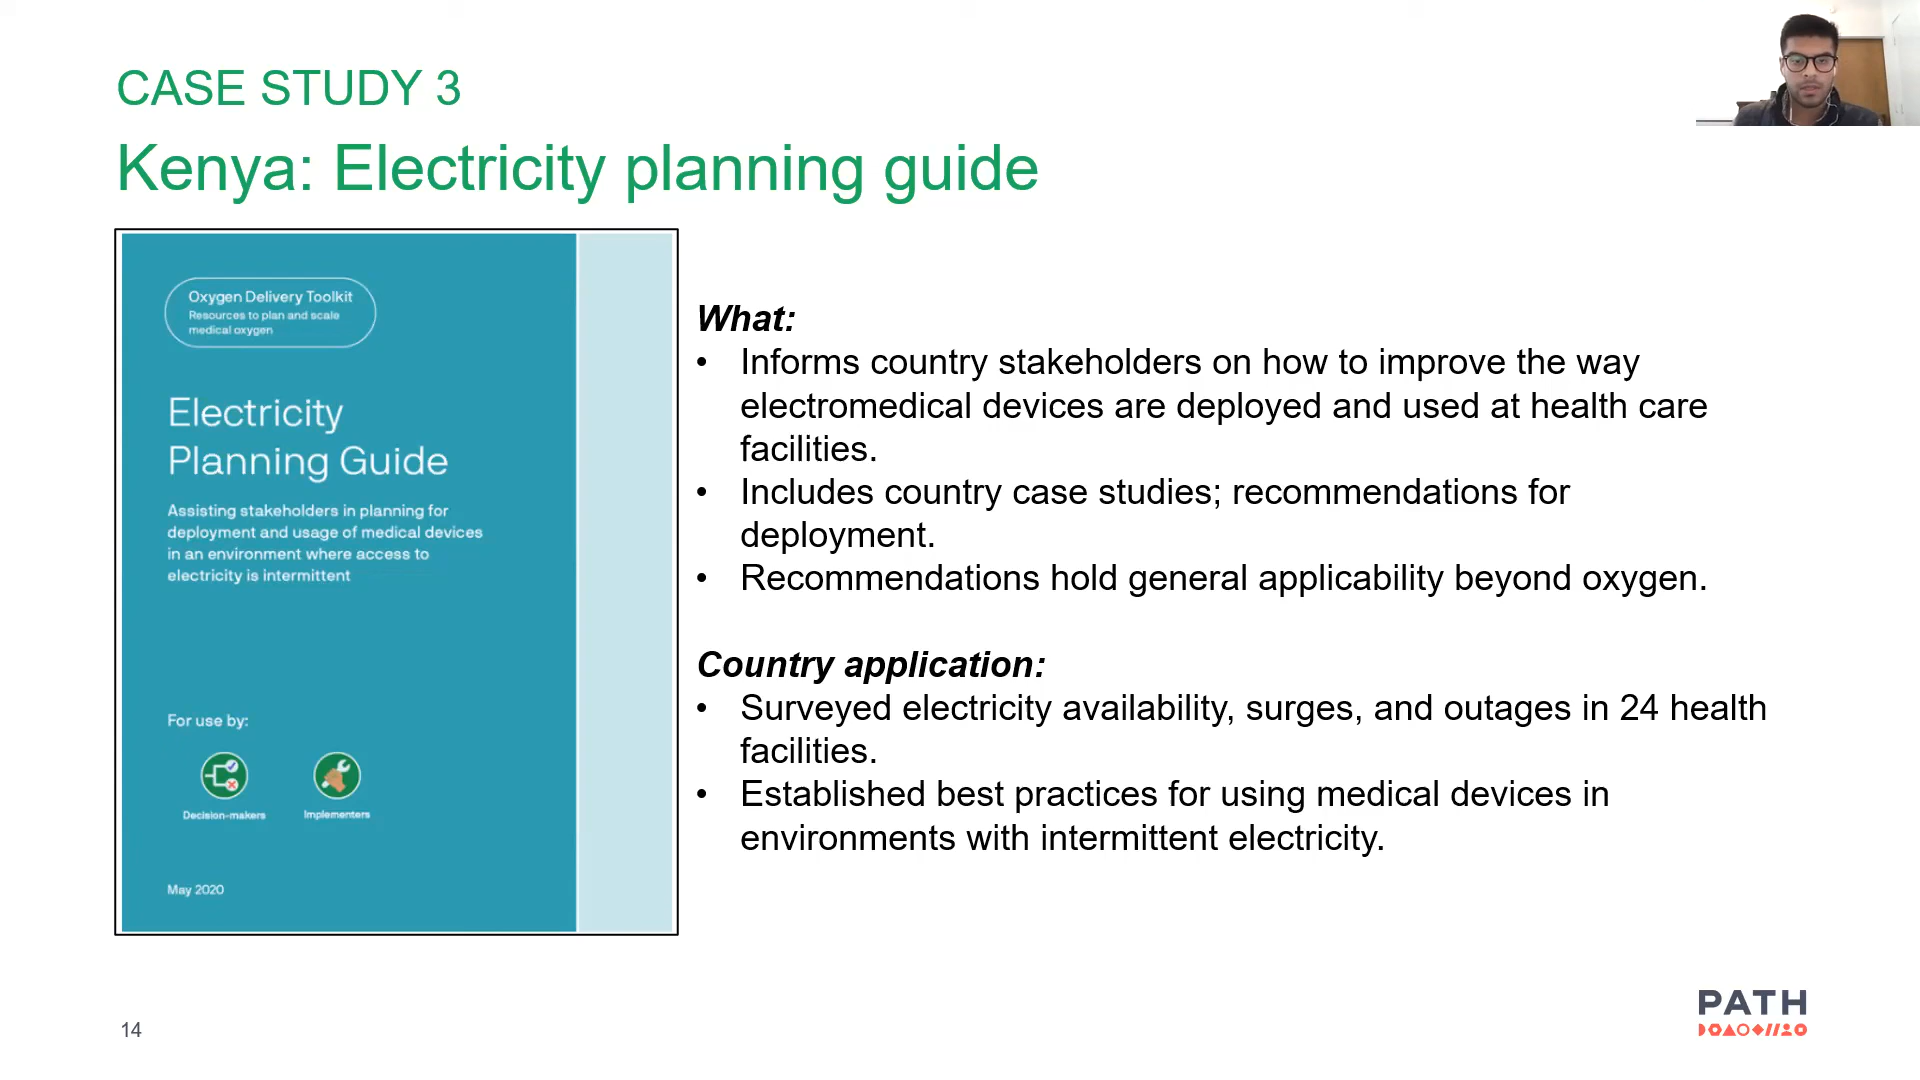 CASE STUDY 3
Kenya: Electricity planning guide
Oxygen Delivery Toolkit
Resources to plan and scale
medical oxygen
Electricity
Planning Guide
Assisting stakeholders in planning for
deployment and usage of medical devices
in an environment where access to
electricity is intermittent
For use by:
Decision-makers
Implementers
May 2020
What:
• Informs country stakeholders on how to improve the way
electromedical devices are deployed and used at health care
facilities.
• Includes country case studies; recommendations for
deployment.
• Recommendations hold general applicability beyond oxygen.
Country application:
• Surveyed electricity availability, surges, and outages in 24 health
facilities.
• Established best practices for using medical devices in
environments with intermittent electricity.
14
PATH